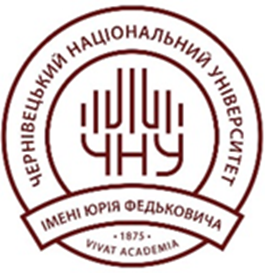 ЧЕРНІВЕЦЬКИЙ НАЦІОНАЛЬНИЙ УНІВЕРСИТЕТ
ЧНУ
ІМЕНІ ЮРІЯ ФЕДЬКОВИЧА
• 1875 •
VIVAT ACADEMIA